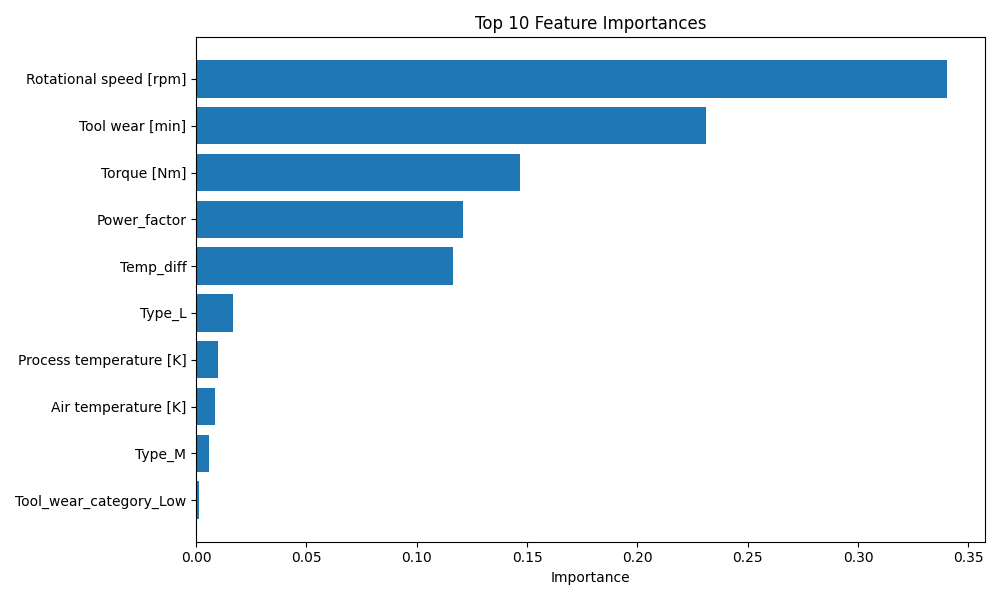 Top 10 Feature Importances
Rotational speed [rpm]
Tool wear [min]
Torque [Nm]
Power_factor
Temp_diff
Type_L
Process temperature [K]
Air temperature [K]
Type_M
Tool_wear_category_Low
0.00 0.05 0.10 0.15 0.20 0.25 0.30 0.35
Importance